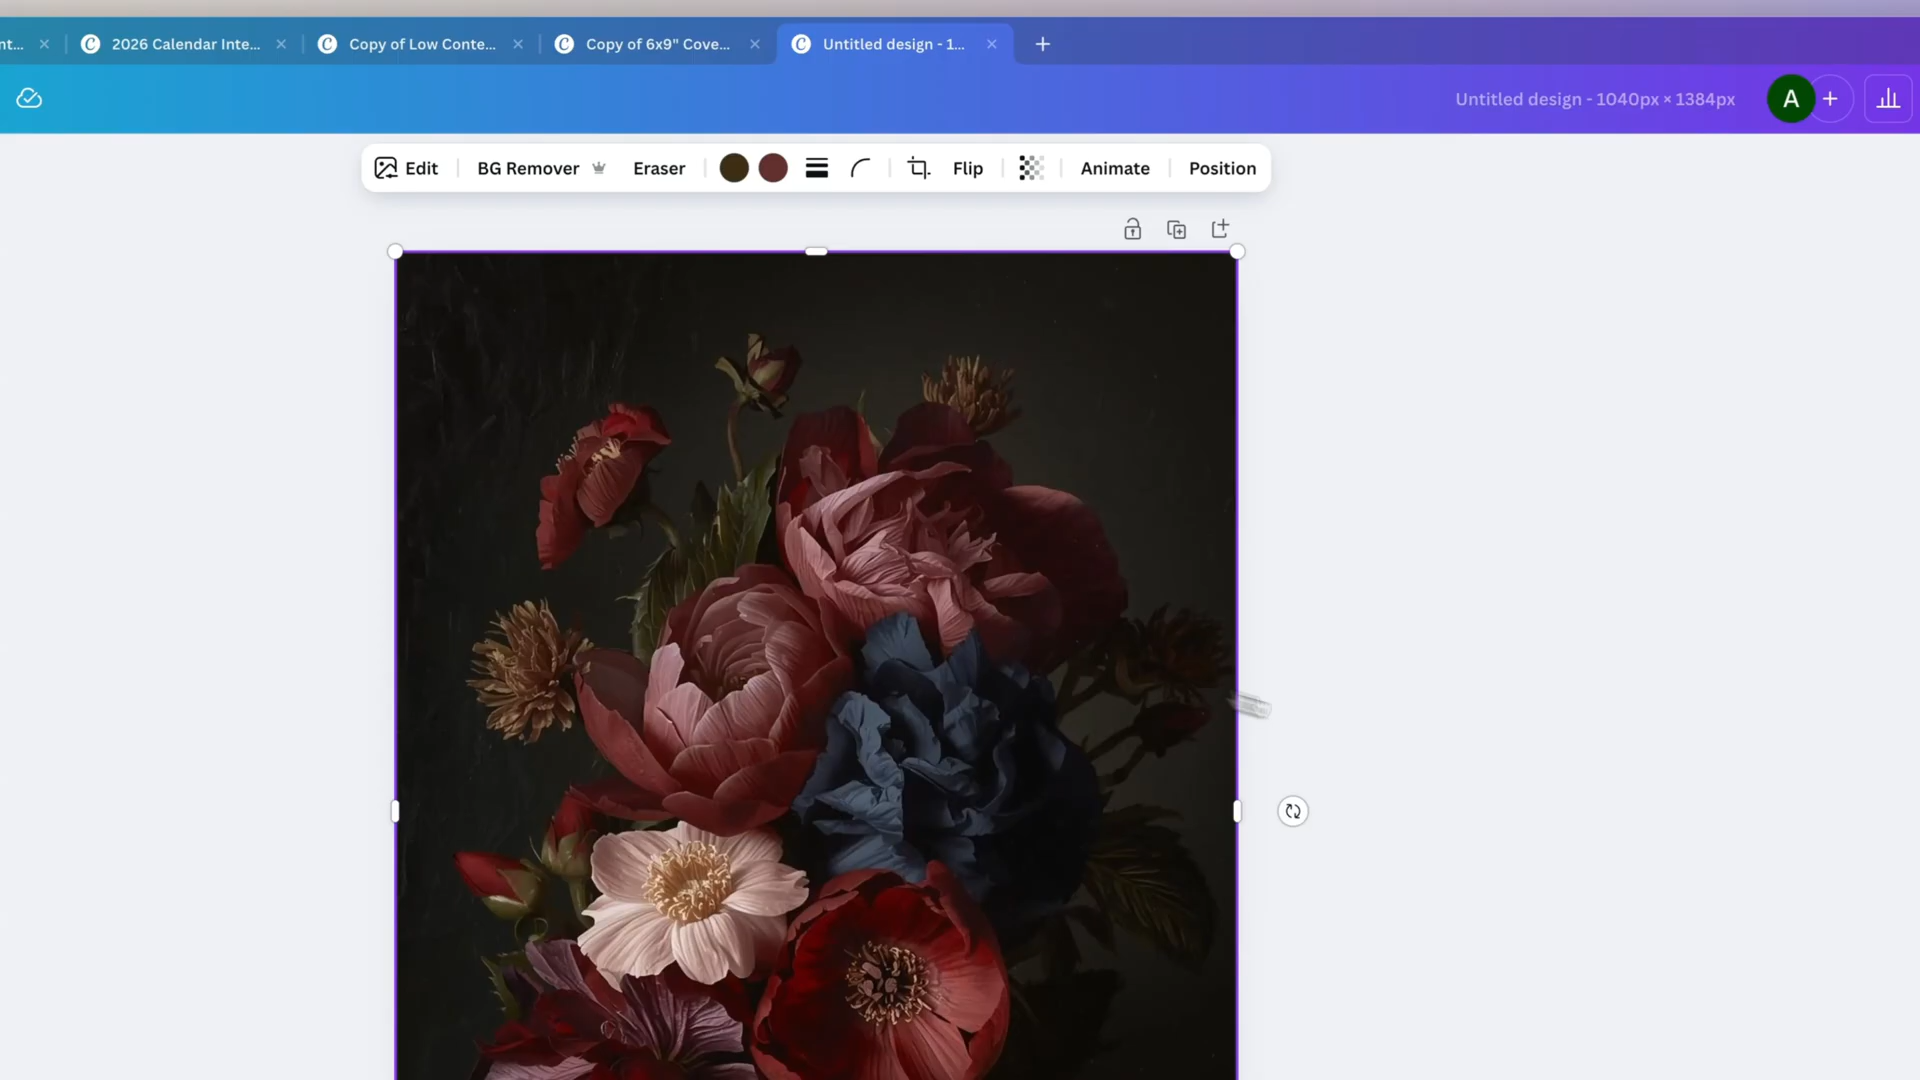 nt...
2026 Calendar Inte...
Copy of Low Conte...
Copy of 6x9" Cove...
Untitled design - 1...
Untitled design - 1040px × 1384px
A
Edit
BG Remover
Eraser
Flip
Animate
Position